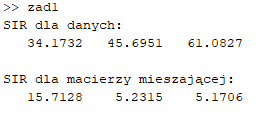 >> zad1
SIR dla danych:
34.1732 45.6951 61.0827
SIR dla macierzy mieszającej:
15.7128 5.2315 5.1706